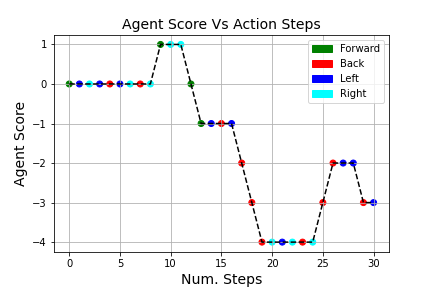 Agent Score Vs Action Steps
Agent Score
1
0
−1
−2
−3
−4
Forward
Back
Left
Right
0 5 10 15 20 25 30
Num. Steps